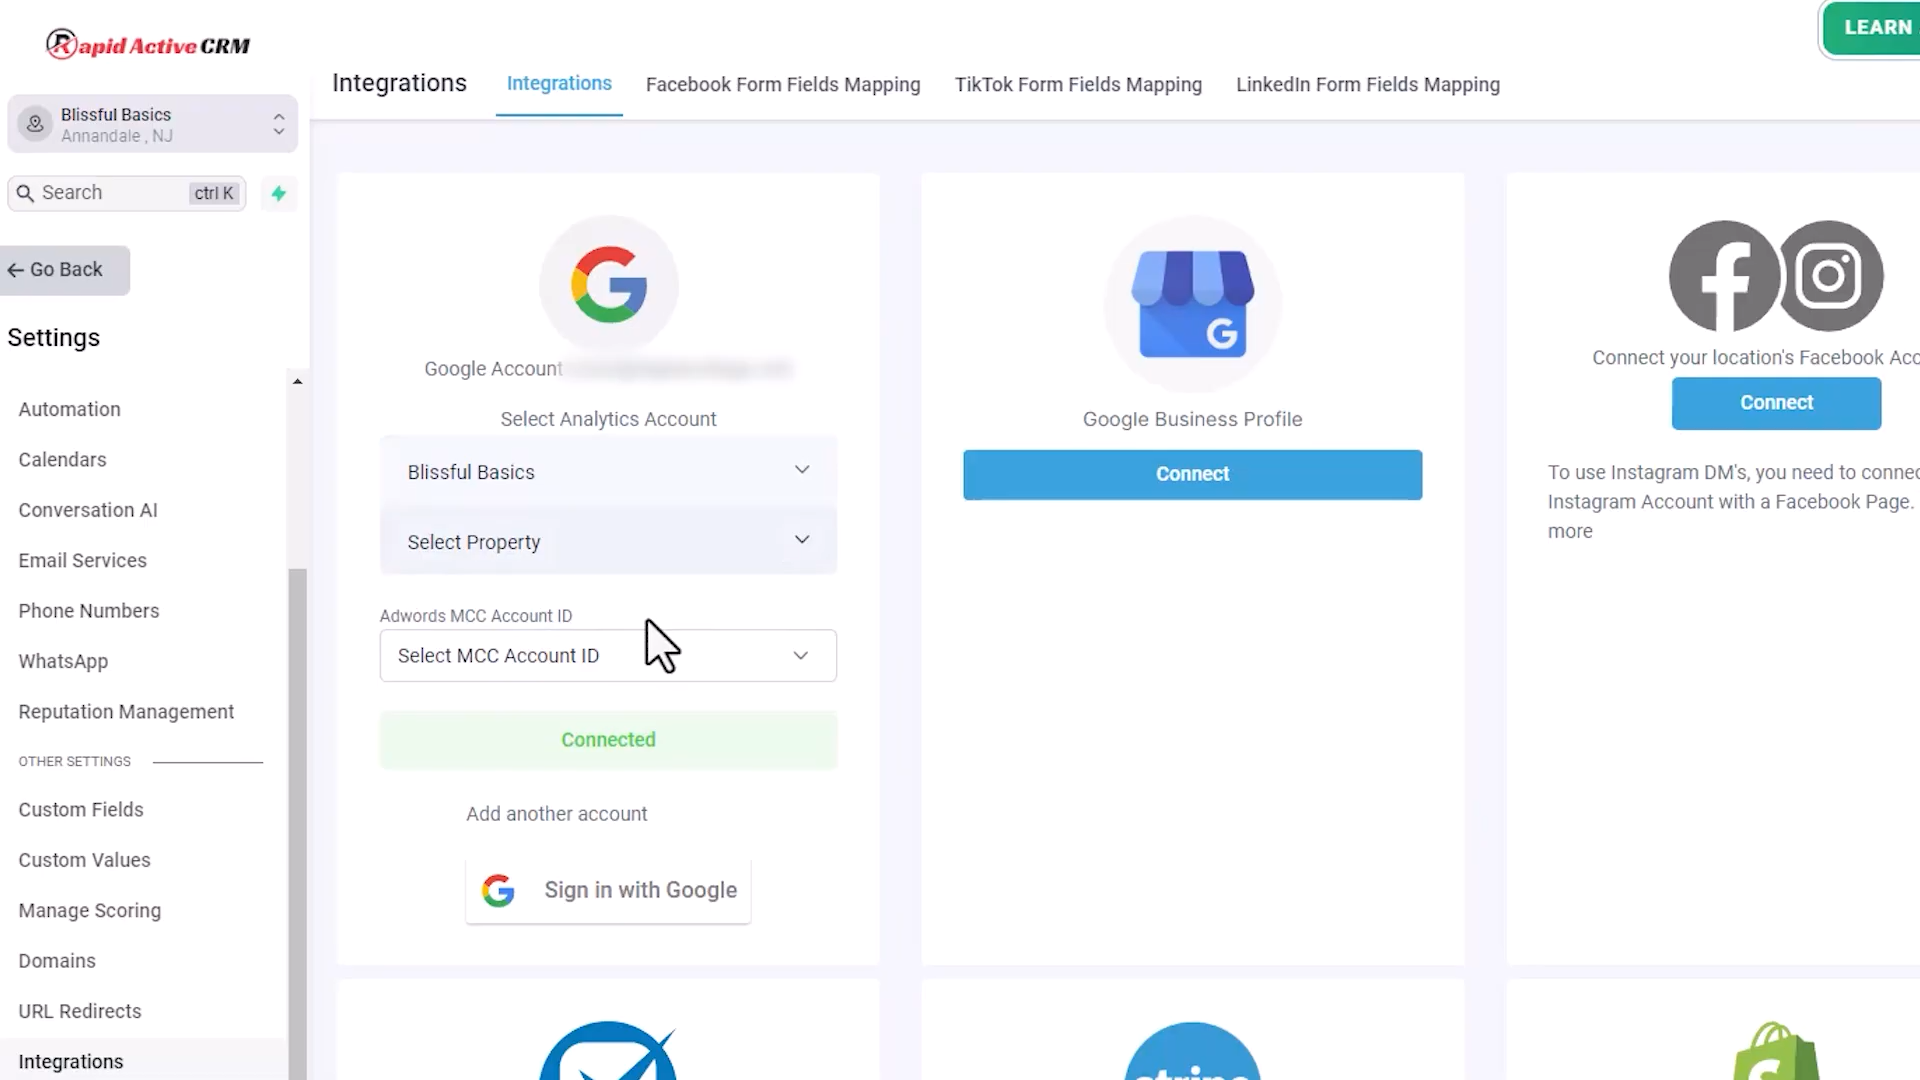 Rapid Active CRM
LEARN
Integrations
Integrations
Facebook Form Fields Mapping
TikTok Form Fields Mapping
LinkedIn Form Fields Mapping
Blissful Basics
Annandale , NJ
Search
ctrl K
Go Back
Settings
Automation
Calendars
Conversation AI
Email Services
Phone Numbers
WhatsApp
Reputation Management
OTHER SETTINGS
Custom Fields
Custom Values
Manage Scoring
Domains
URL Redirects
Integrations
Google Account
Select Analytics Account
Blissful Basics
Select Property
Adwords MCC Account ID
Select MCC Account ID
Connected
Add another account
Sign in with Google
Google Business Profile
Connect
Connect your location's Facebook Acc
Connect
To use Instagram DM's, you need to connec
Instagram Account with a Facebook Page.
more
stripe